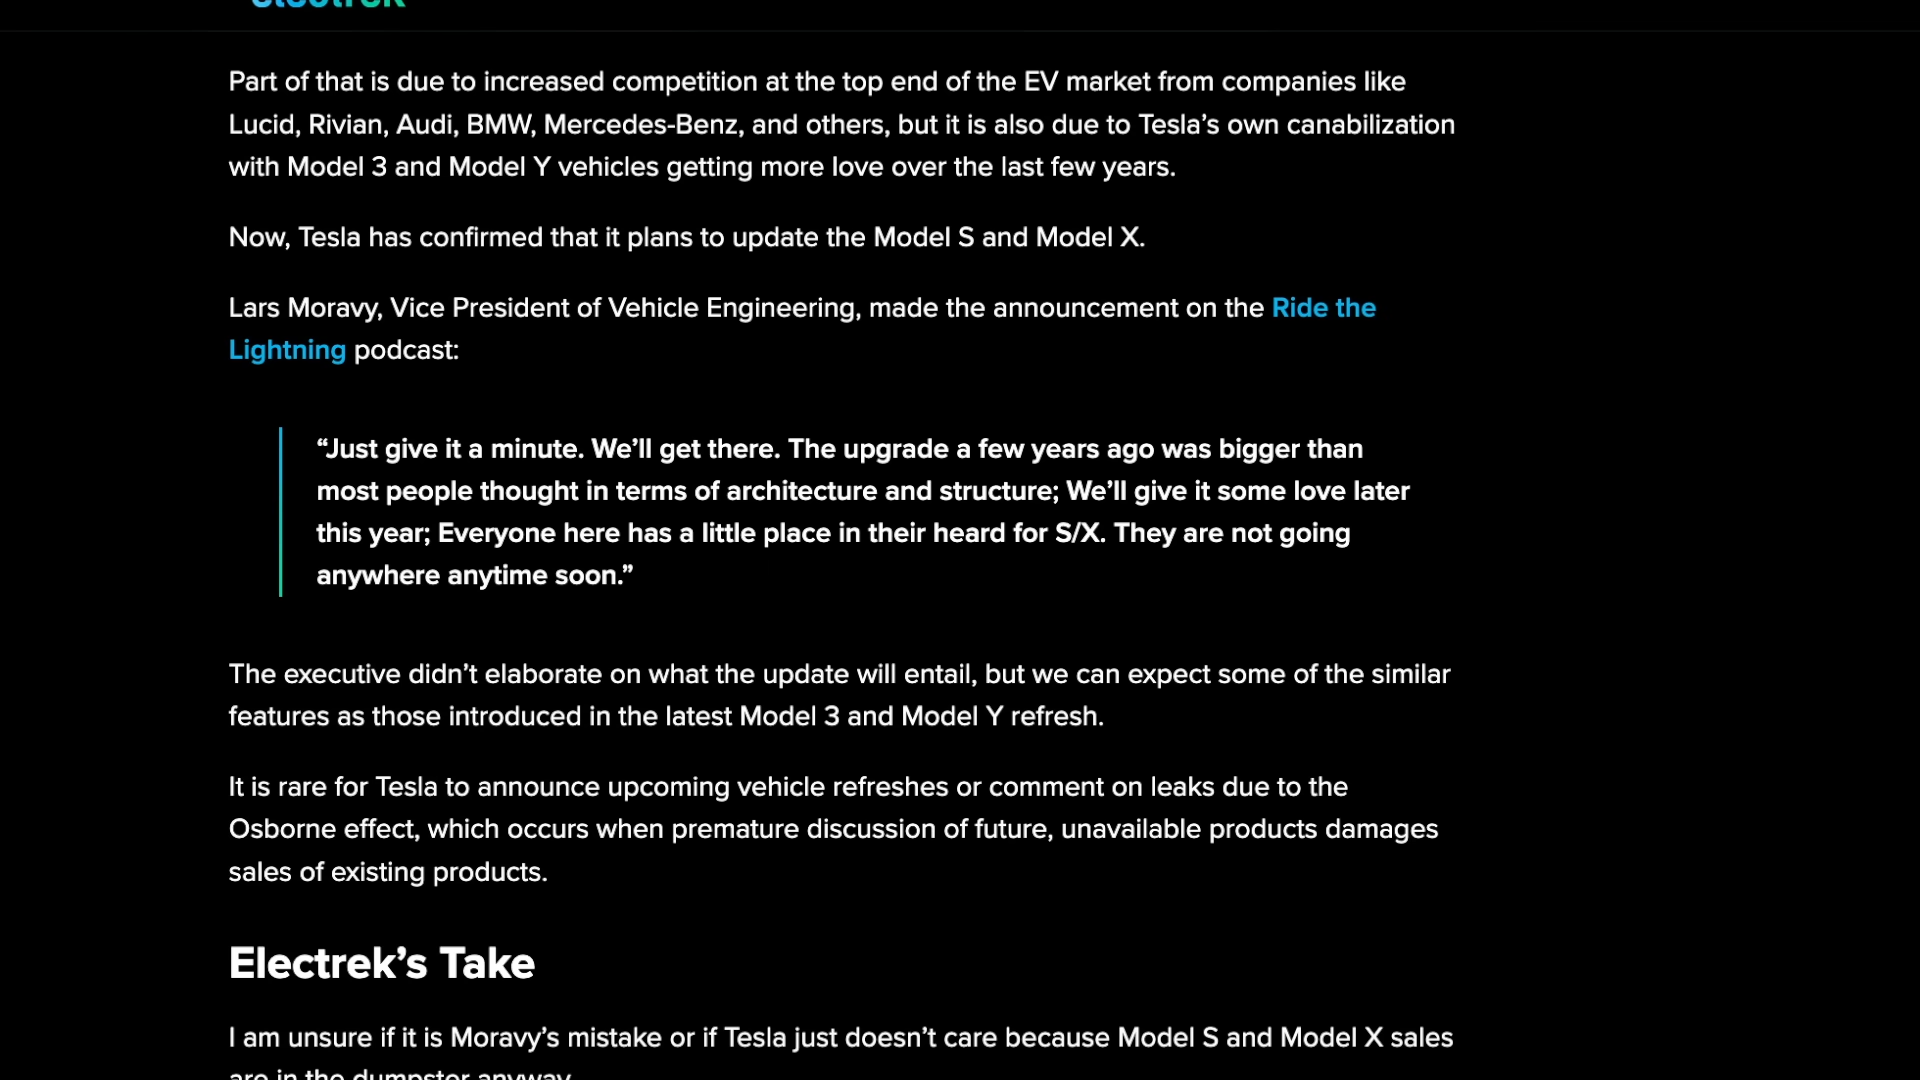 electrek
Part of that is due to increased competition at the top end of the EV market from companies like
Lucid, Rivian, Audi, BMW, Mercedes-Benz, and others, but it is also due to Tesla’s own canabilization
with Model 3 and Model Y vehicles getting more love over the last few years.
Now, Tesla has confirmed that it plans to update the Model S and Model X.
Lars Moravy, Vice President of Vehicle Engineering, made the announcement on the Ride the
Lightning podcast:
“Just give it a minute. We’ll get there. The upgrade a few years ago was bigger than
most people thought in terms of architecture and structure; We’ll give it some love later
this year; Everyone here has a little place in their heard for S/X. They are not going
anywhere anytime soon.”
The executive didn’t elaborate on what the update will entail, but we can expect some of the similar
features as those introduced in the latest Model 3 and Model Y refresh.
It is rare for Tesla to announce upcoming vehicle refreshes or comment on leaks due to the
Osborne effect, which occurs when premature discussion of future, unavailable products damages
sales of existing products.
Electrek’s Take
I am unsure if it is Moravy’s mistake or if Tesla just doesn’t care because Model S and Model X sales
are in the dumpster anyway.